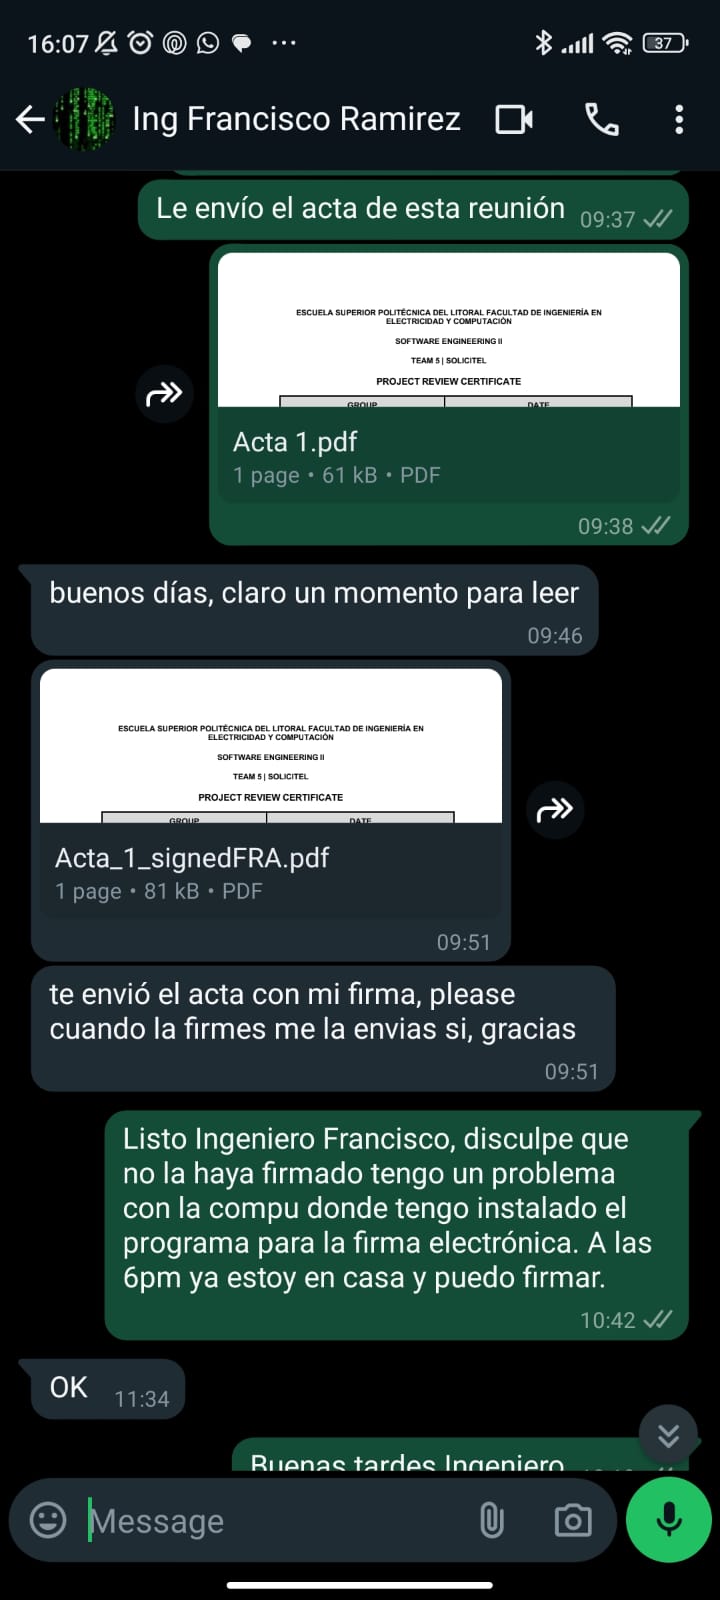 16:07
37
Ing Francisco Ramirez
Le envío el acta de esta reunión
09:37
ESCUELA SUPERIOR POLITÉCNICA DEL LITORAL FACULTAD DE INGENIERÍA EN
ELECTRICIDAD Y COMPUTACIÓN
SOFTWARE ENGINEERING II
TEAM 5 | SOLICITEL
PROJECT REVIEW CERTIFICATE
GROUP DATE
Acta 1.pdf
1 page • 61 kB • PDF
09:38
buenos días, claro un momento para leer
09:46
ESCUELA SUPERIOR POLITÉCNICA DEL LITORAL FACULTAD DE INGENIERÍA EN
ELECTRICIDAD Y COMPUTACIÓN
SOFTWARE ENGINEERING II
TEAM 5 | SOLICITEL
PROJECT REVIEW CERTIFICATE
GROUP DATE
Acta_1_signedFRA.pdf
1 page • 81 kB • PDF
09:51
te envió el acta con mi firma, please
cuando la firmes me la envias si, gracias
09:51
Listo Ingeniero Francisco, disculpe que
no la haya firmado tengo un problema
con la compu donde tengo instalado el
programa para la firma electrónica. A las
6pm ya estoy en casa y puedo firmar.
10:42
OK
11:34
Buenas tardes Ingeniero
Message